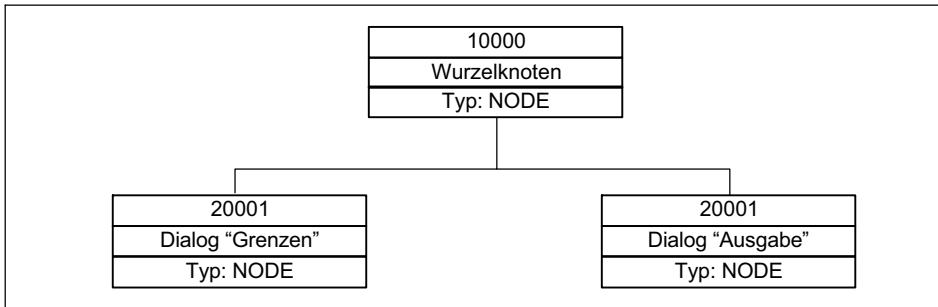 10000
Wurzelknoten
Typ: NODE
20001
Dialog “Grenzen”
Typ: NODE
20001
Dialog “Ausgabe”
Typ: NODE